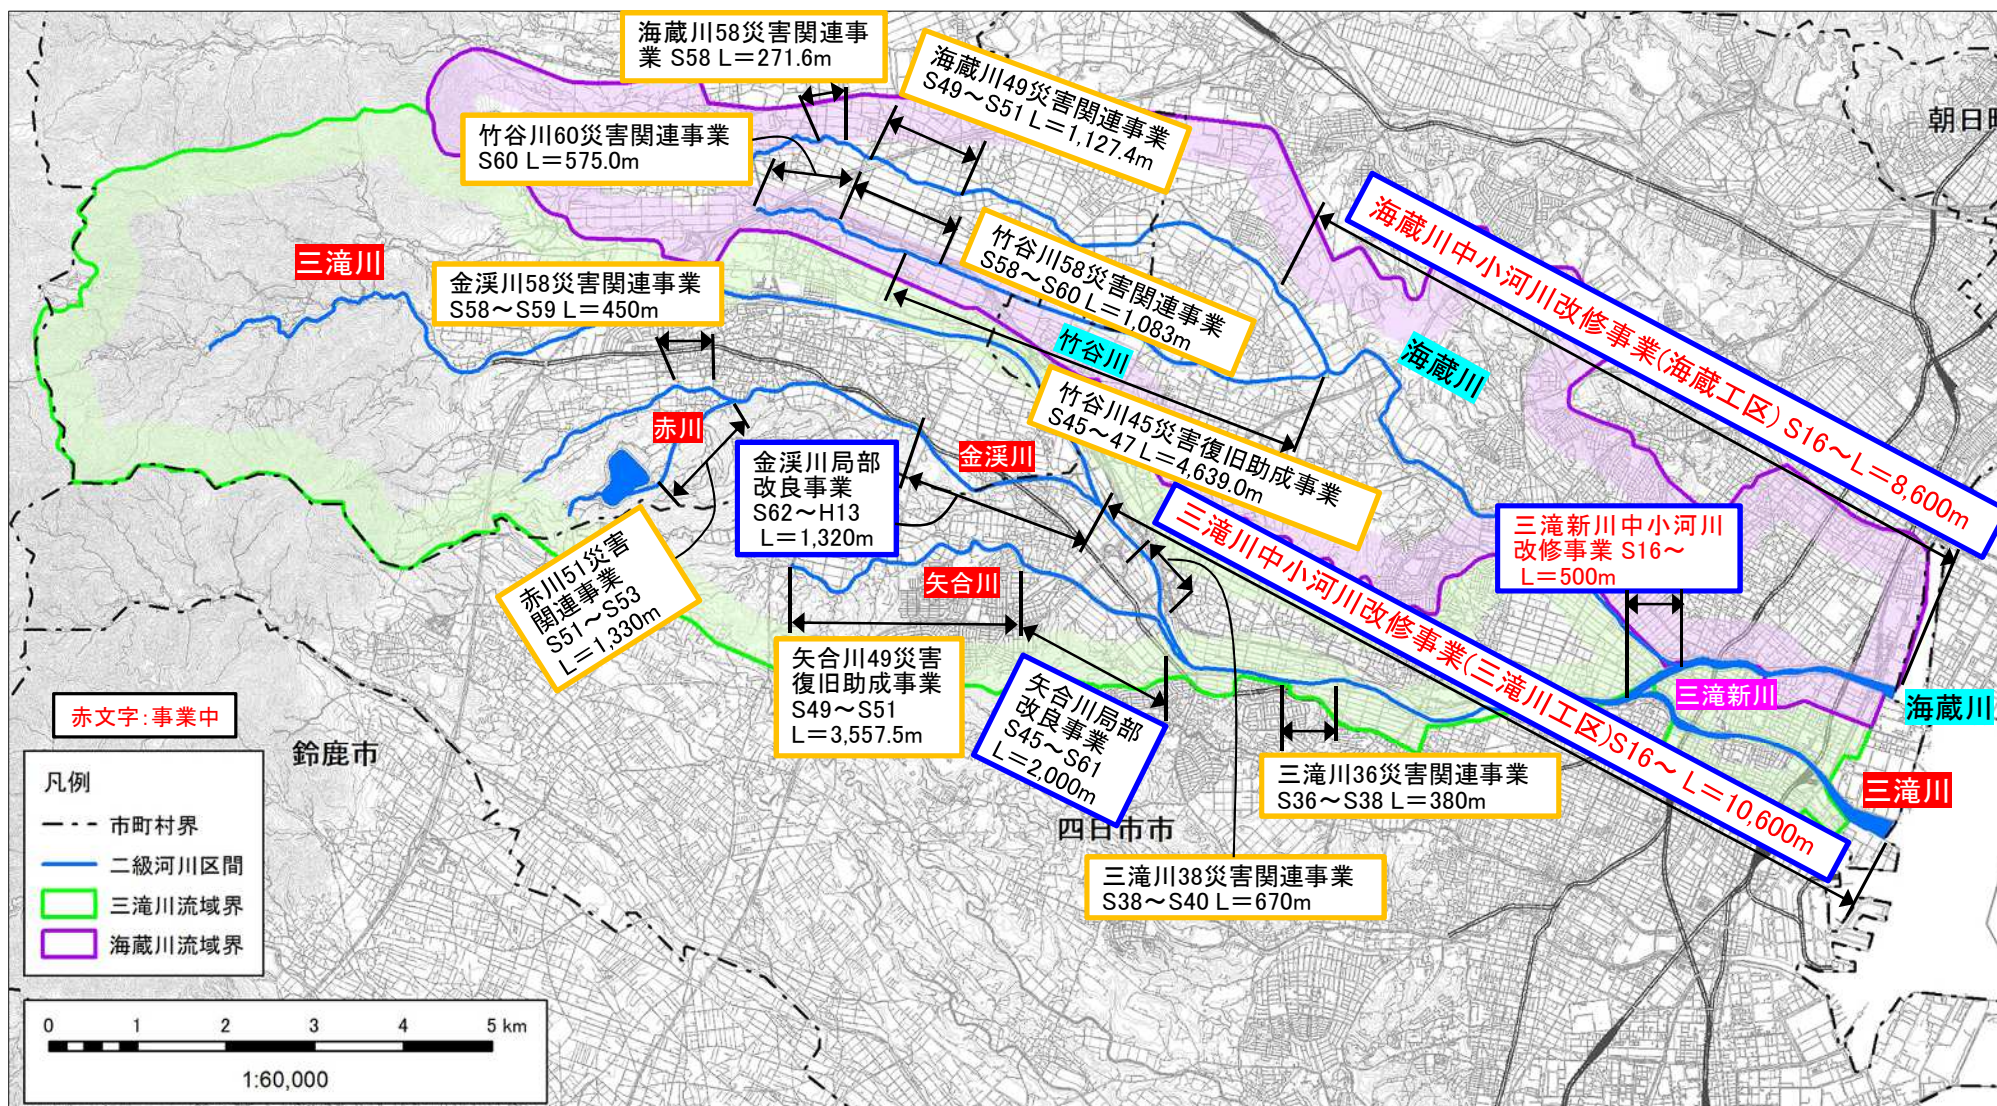 海蔵川58災害関連事
業 S58 L=271.6m
海蔵川49災害関連事業
S49～S51 L=1,127.4m
朝日町
竹谷川60災害関連事業
S60 L=575.0m
海蔵川中小河川改修事業(海蔵工区) S16～L=8,600m
竹谷川58災害関連事業
S58～S60 L=1,083m
三滝川
金渓川58災害関連事業
S58～S59 L=450m
竹谷川
海蔵川
竹谷川45災害復旧助成事業
S45～47 L=4,639.0m
赤川
金渓川局部
改良事業
S62～H13
L=1,320m
金渓川
三滝川中小河川改修事業(三滝川工区)S16～ L=10,600m
三滝新川中小河川
改修事業 S16～
L=500m
赤川51災害
関連事業
S51～S53
L=1,330m
矢合川
矢合川49災害
復旧助成事業
S49～S51
L=3,557.5m
矢合川局部
改良事業
S45～S61
L=2,000m
三滝新川
海蔵川
三滝川36災害関連事業
S36～S38 L=380m
三滝川
四日市市
三滝川38災害関連事業
S38～S40 L=670m
赤文字:事業中
鈴鹿市
凡例
市町村界
二級河川区間
三滝川流域界
海蔵川流域界
0 1 2 3 4 5 km
1:60,000